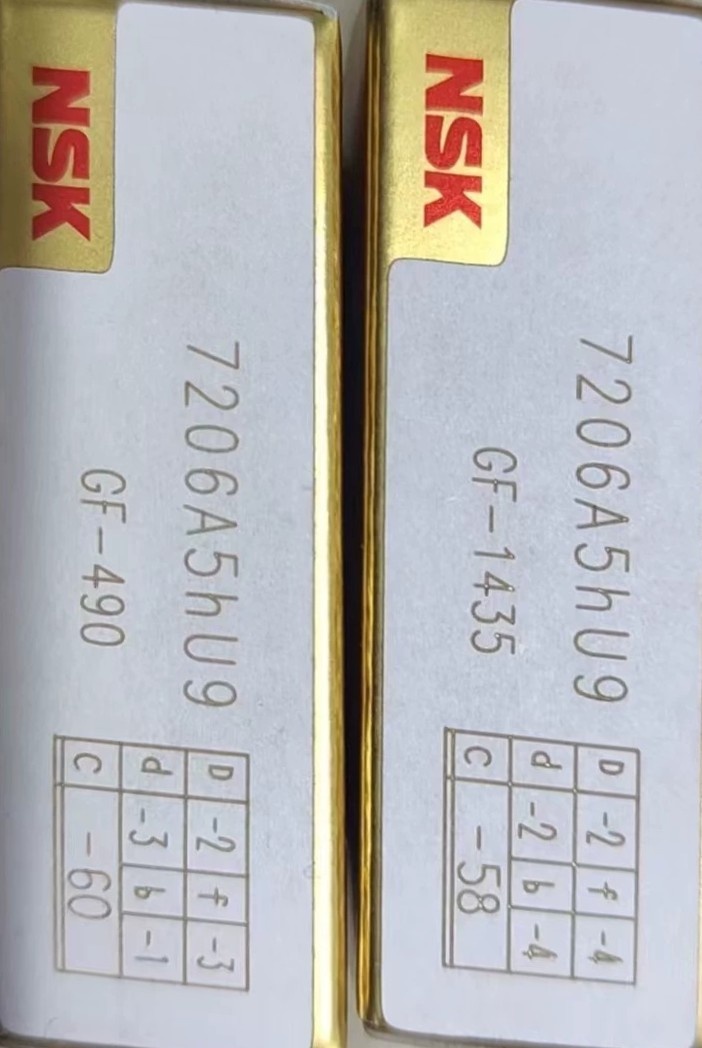 NSK
7206A5hU9
GF-1435
D -2 f -4
d -2 b -4
C -58
NSK
7206A5hU9
GF-490
D -2 f -3
d -3 b -1
C -60